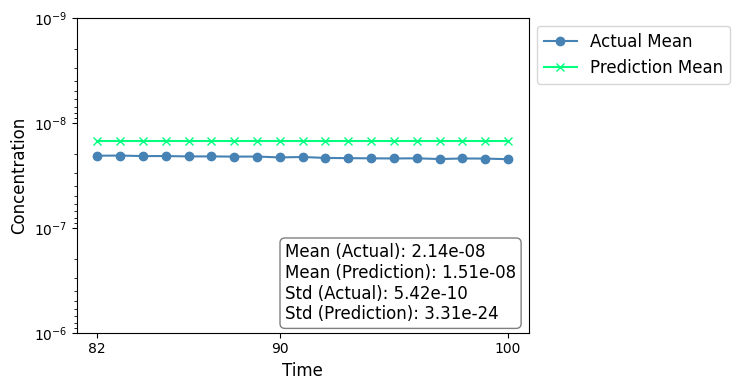 10^-9
10^-8
10^-7
10^-6
Concentration
82
90
100
Time
Actual Mean
Prediction Mean
Mean (Actual): 2.14e-08
Mean (Prediction): 1.51e-08
Std (Actual): 5.42e-10
Std (Prediction): 3.31e-24